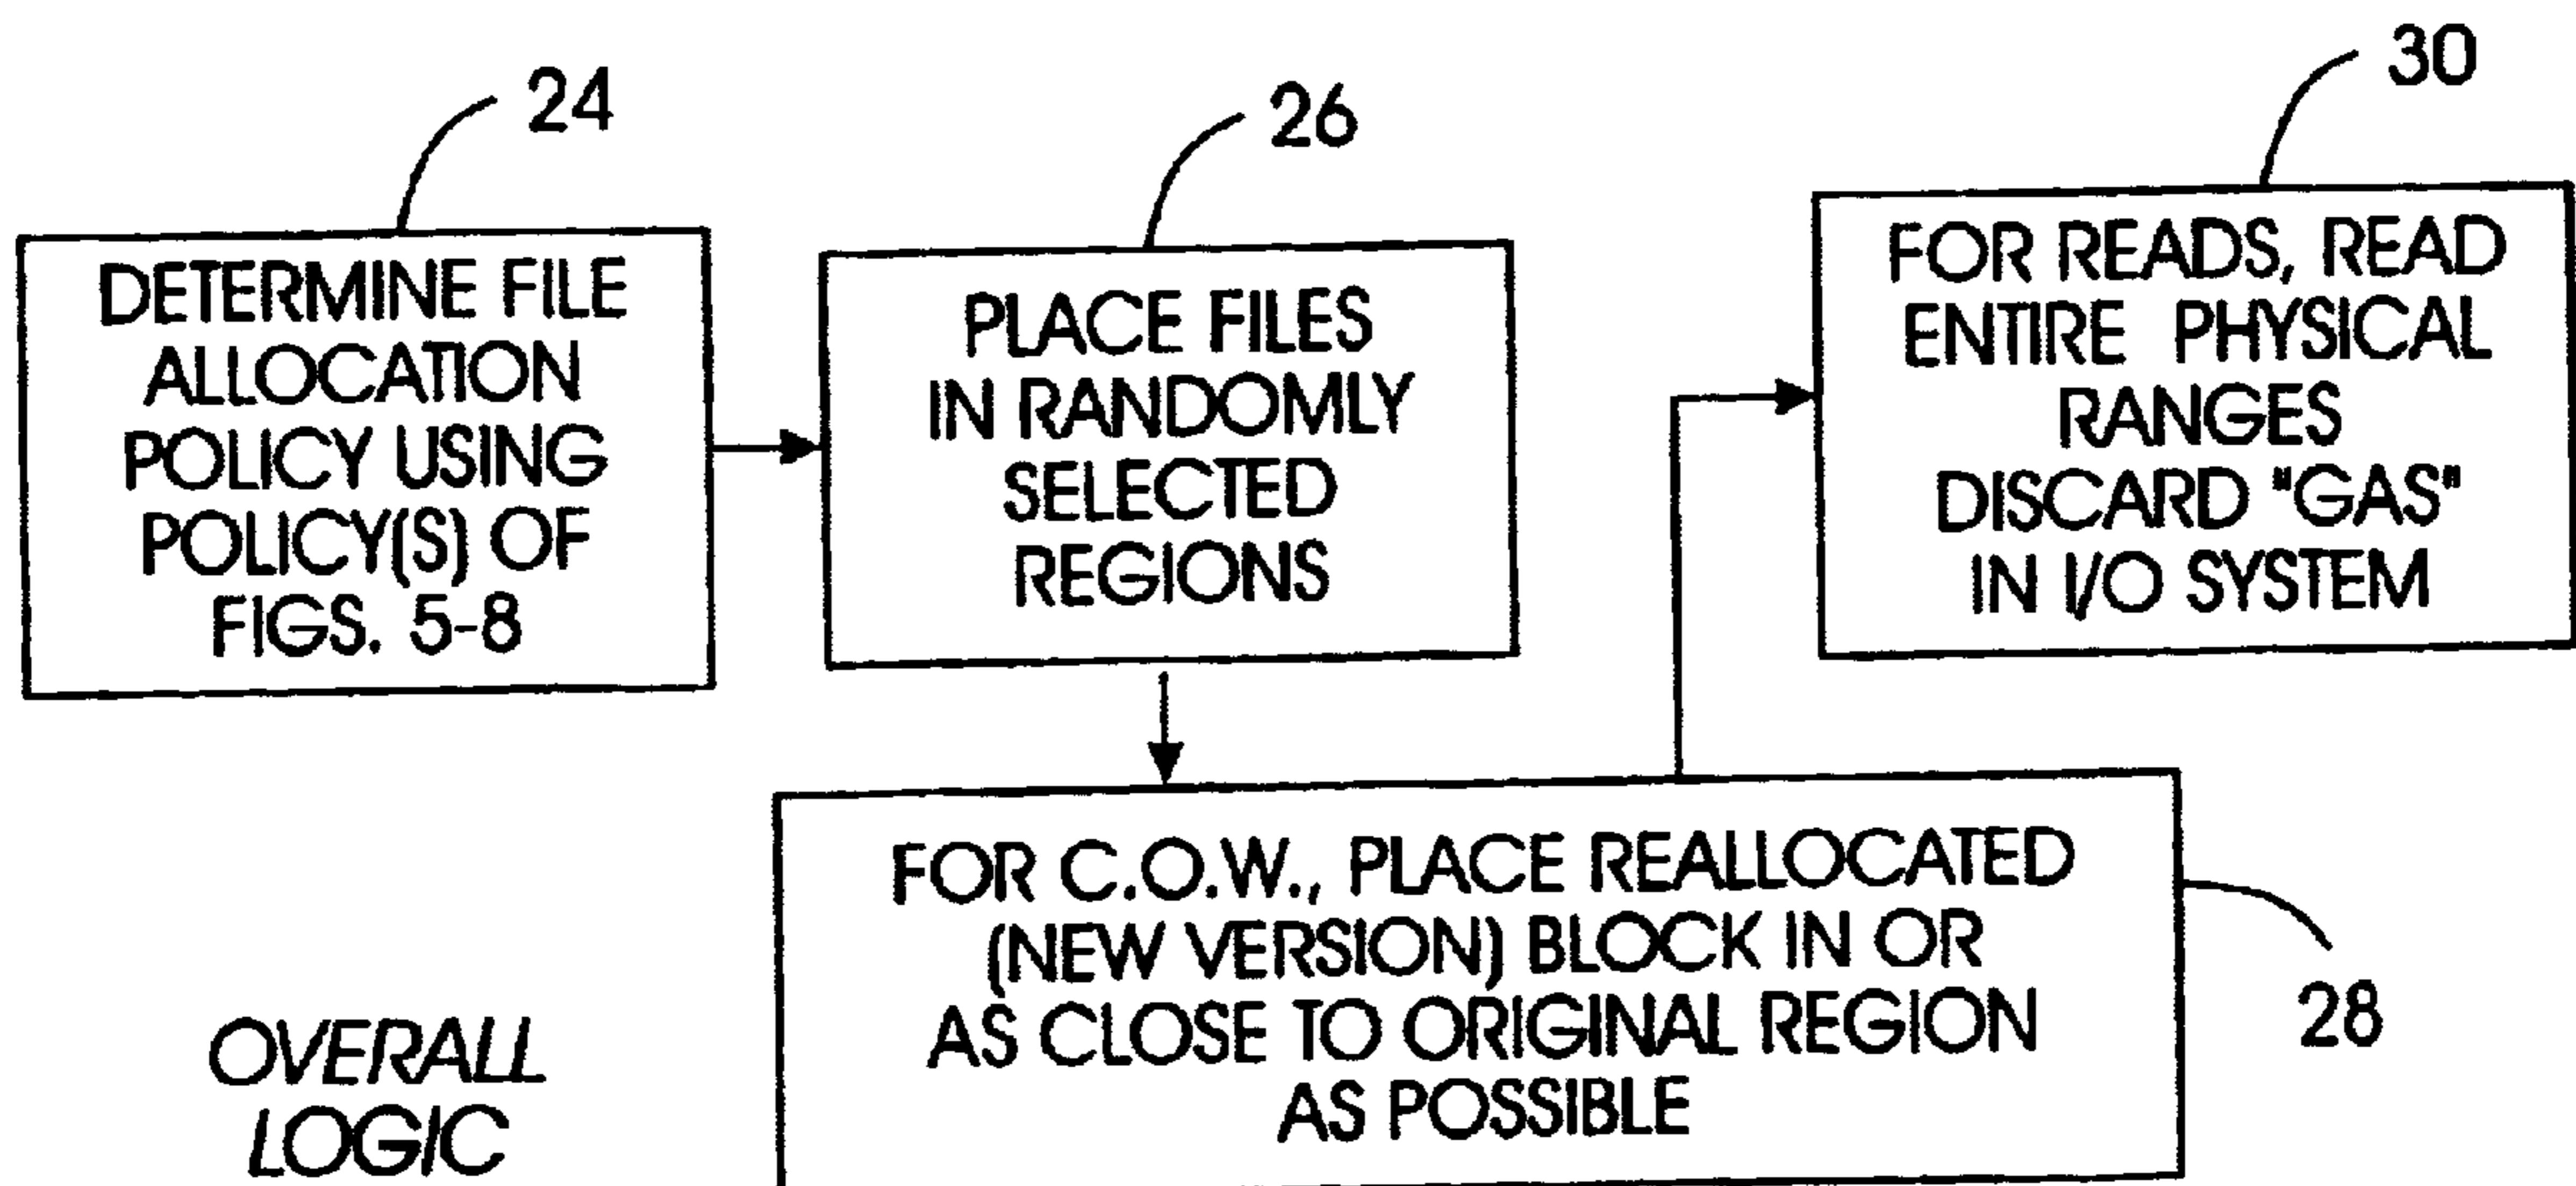 24
DETERMINE FILE
ALLOCATION
POLICY USING
POLICY(S) OF
FIGS. 5-8
26
PLACE FILES
IN RANDOMLY
SELECTED
REGIONS
30
FOR READS, READ
ENTIRE PHYSICAL
RANGES
DISCARD "GAS"
IN I/O SYSTEM
FOR C.O.W., PLACE REALLOCATED
(NEW VERSION) BLOCK IN OR
AS CLOSE TO ORIGINAL REGION
AS POSSIBLE
28
OVERALL
LOGIC